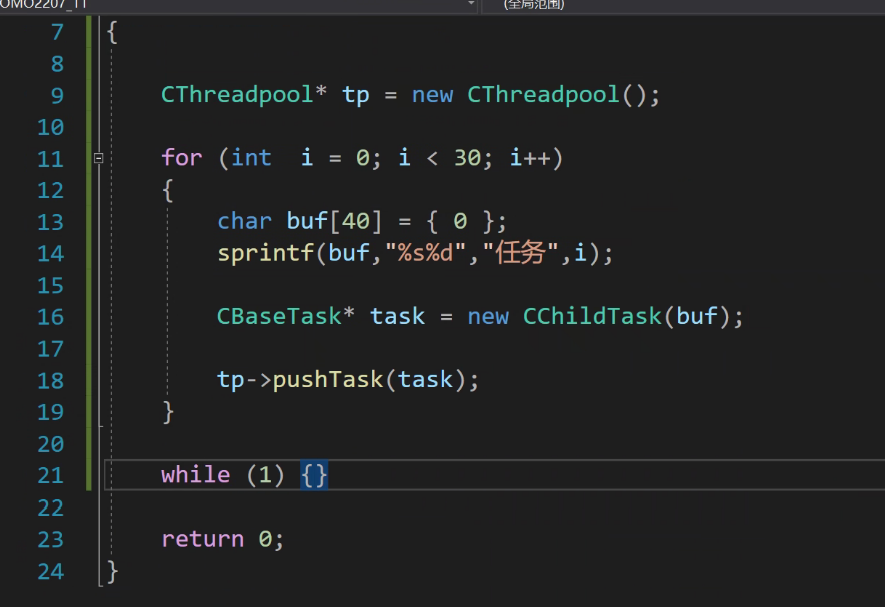 (全局范围)
7 {
8
9 CThreadpool* tp = new CThreadpool();
10
11 for (int  i = 0; i < 30; i++)
12 {
13 char buf[40] = { 0 };
14 sprintf(buf,"%s%d","任务",i);
15
16 CBaseTask* task = new CChildTask(buf);
17
18 tp->pushTask(task);
19 }
20
21 while (1) {}
22
23 return 0;
24 }